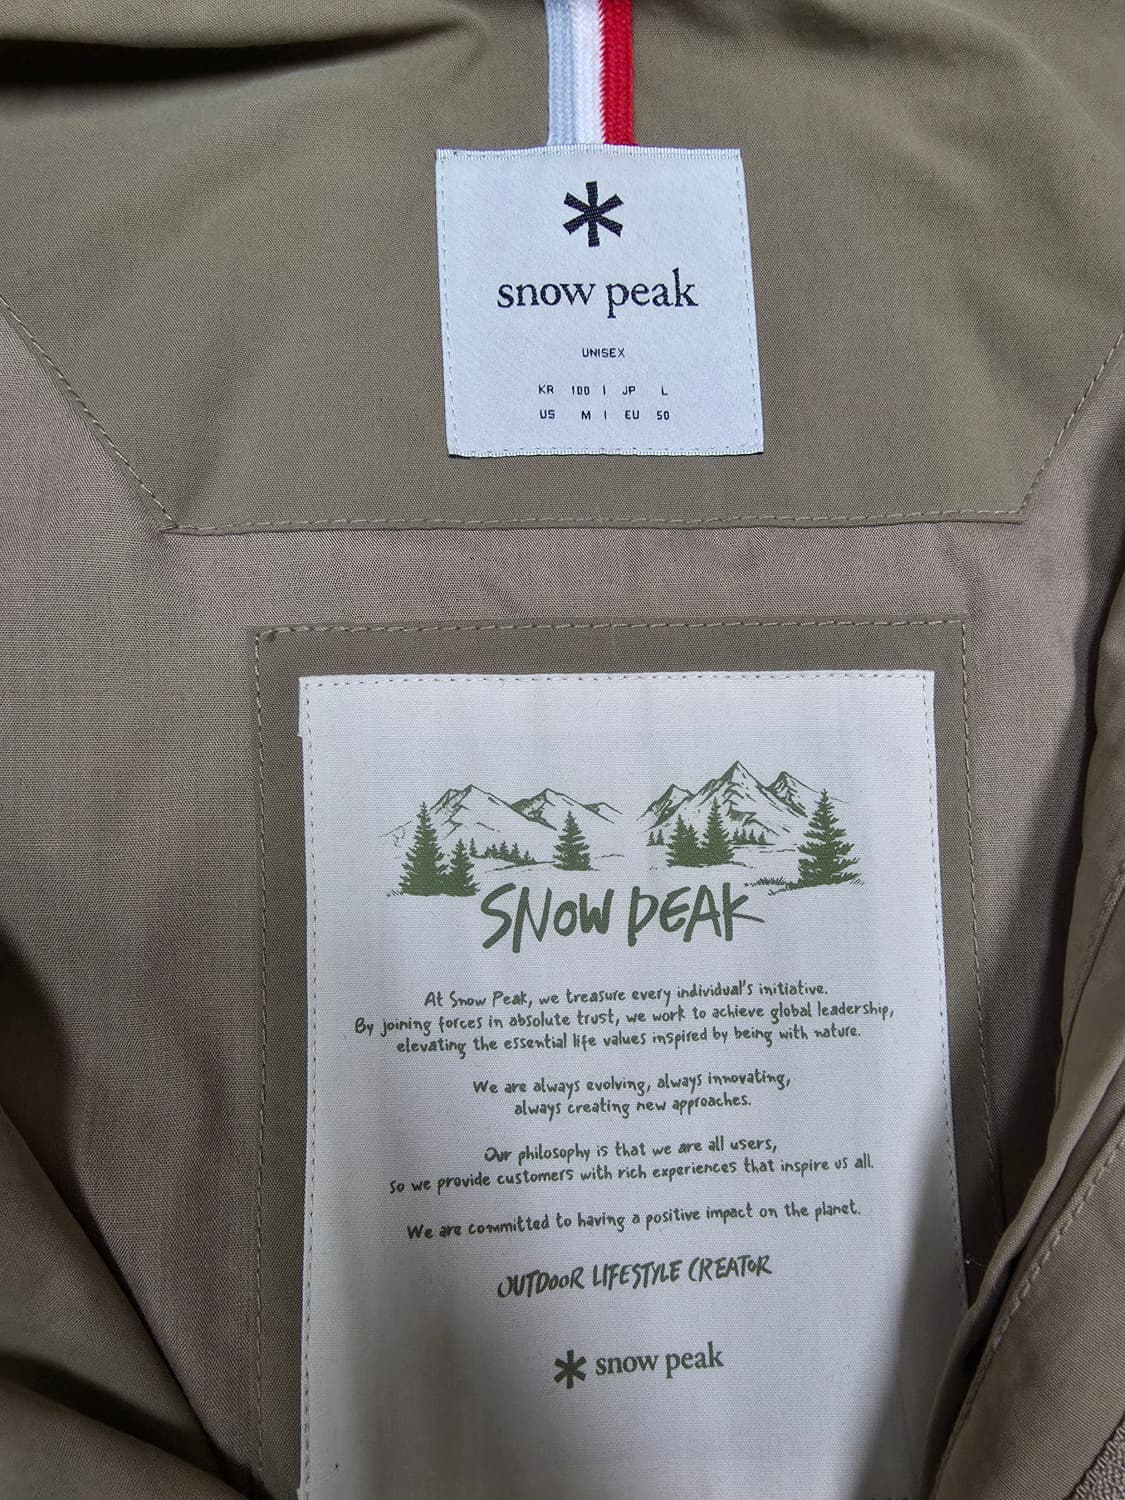 snow peak
UNISEX
KR 100 | JP L
US M | EU 50
SNOW PEAK
At Snow Peak, we treasure every individual's initiative.
By joining forces in absolute trust, we work to achieve global leadership,
elevating the essential life values inspired by being with nature.
We are always evolving, always innovating,
always creating new approaches.
Our philosophy is that we are all users,
so we provide customers with rich experiences that inspire us all.
We are committed to having a positive impact on the planet.
OUTDOOR LIFESTYLE CREATOR
snow peak